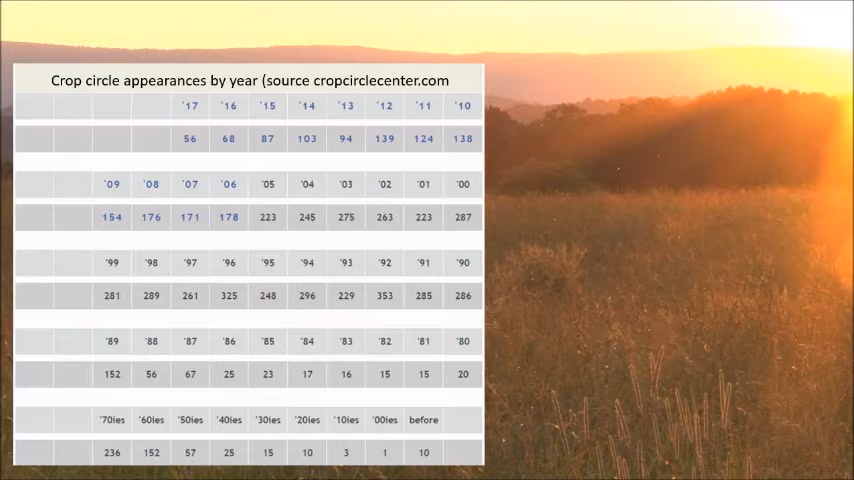 Crop circle appearances by year (source cropcirclecenter.com
'17 '16 '15 '14 '13 '12 '11 '10
56 68 87 103 94 139 124 138
'09 '08 '07 '06 '05 '04 '03 '02 '01 '00
154 176 171 178 223 245 275 263 223 287
'99 '98 '97 '96 '95 '94 '93 '92 '91 '90
281 289 261 325 248 296 229 353 285 286
'89 '88 '87 '86 '85 '84 '83 '82 '81 '80
152 56 67 25 23 17 16 15 15 20
'70ies '60ies '50ies '40ies '30ies '20ies '10ies '00ies before
236 152 57 25 15 10 3 1 10